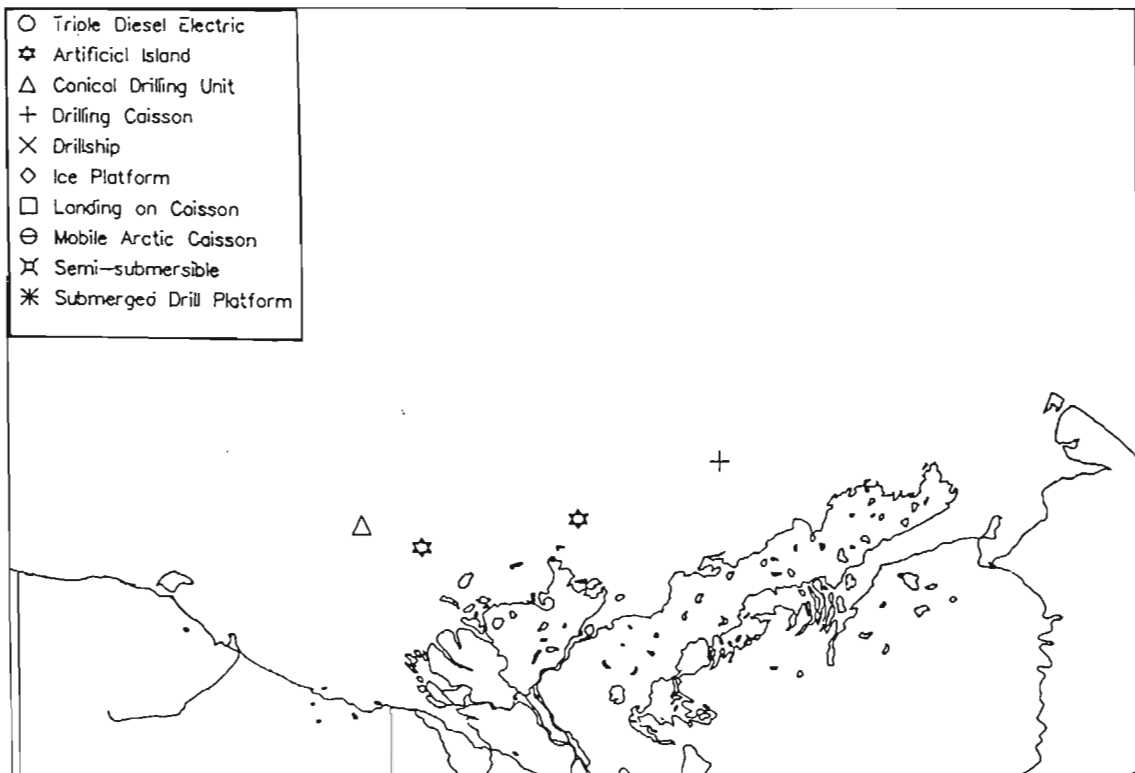 Triple Diesel Electric
Artificicl Island
Conical Drilling Unit
Drilling Caisson
Drillship
Ice Platform
Landing on Caisson
Mobile Arctic Caisson
Semi-submersible
Submerged Drill Platform